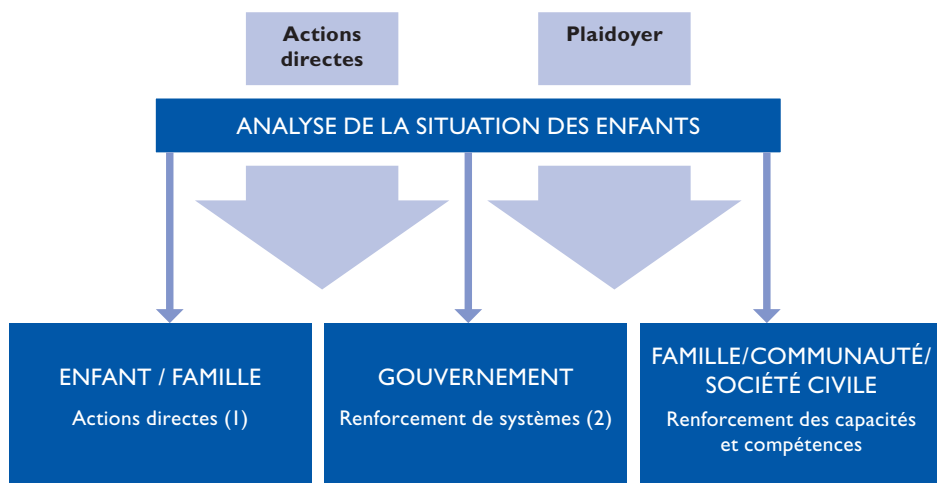 Actions
directes
Plaidoyer
ANALYSE DE LA SITUATION DES ENFANTS
ENFANT / FAMILLE
Actions directes (1)
GOUVERNEMENT
Renforcement de systèmes (2)
FAMILLE/COMMUNAUTÉ/
SOCIÉTÉ CIVILE
Renforcement des capacités
et compétences